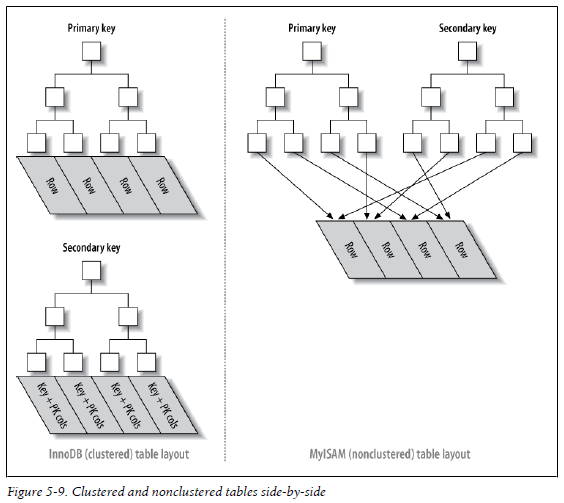 Primary key
Row
Row
Row
Row
Secondary key
Key + PK cols
Key + PK cols
Key + PK cols
Key + PK cols
InnoDB (clustered) table layout
Primary key
Secondary key
Row
Row
Row
Row
MyISAM (nonclustered) table layout
Figure 5-9. Clustered and nonclustered tables side-by-side